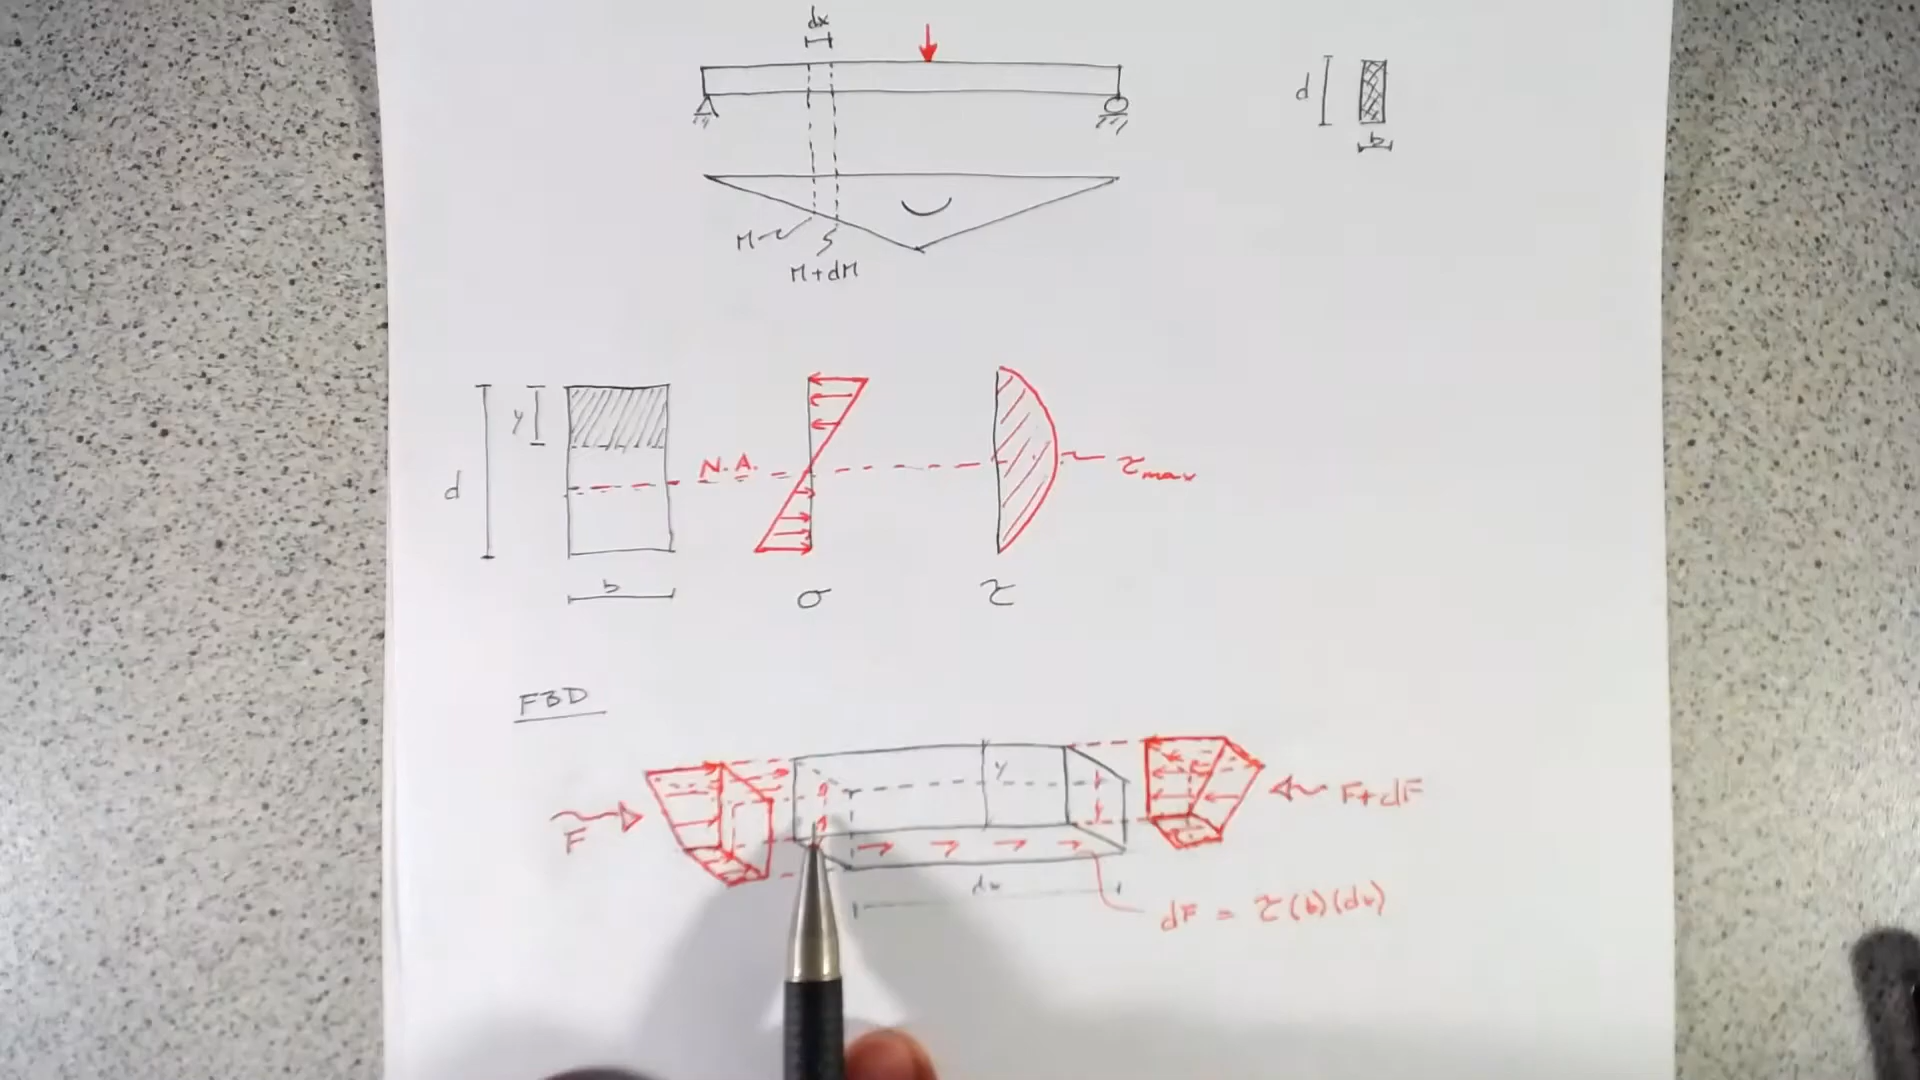 dx
d
b
M
M+dM
y
d
N.A.
τmax
b
σ
τ
FBD
y
F
F+dF
dx
dF = τ(b)(dx)